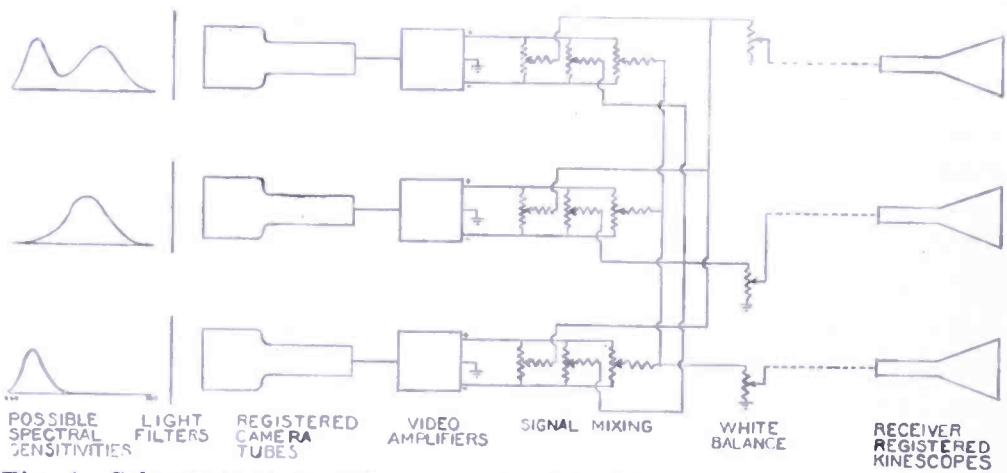 POSSIBLE
SPECTRAL
SENSITIVITIES
LIGHT
FILTERS
REGISTERED
CAMERA
TUBES
VIDEO
AMPLIFIERS
SIGNAL MIXING
WHITE
BALANCE
RECEIVER
REGISTERED
KINESCOPES